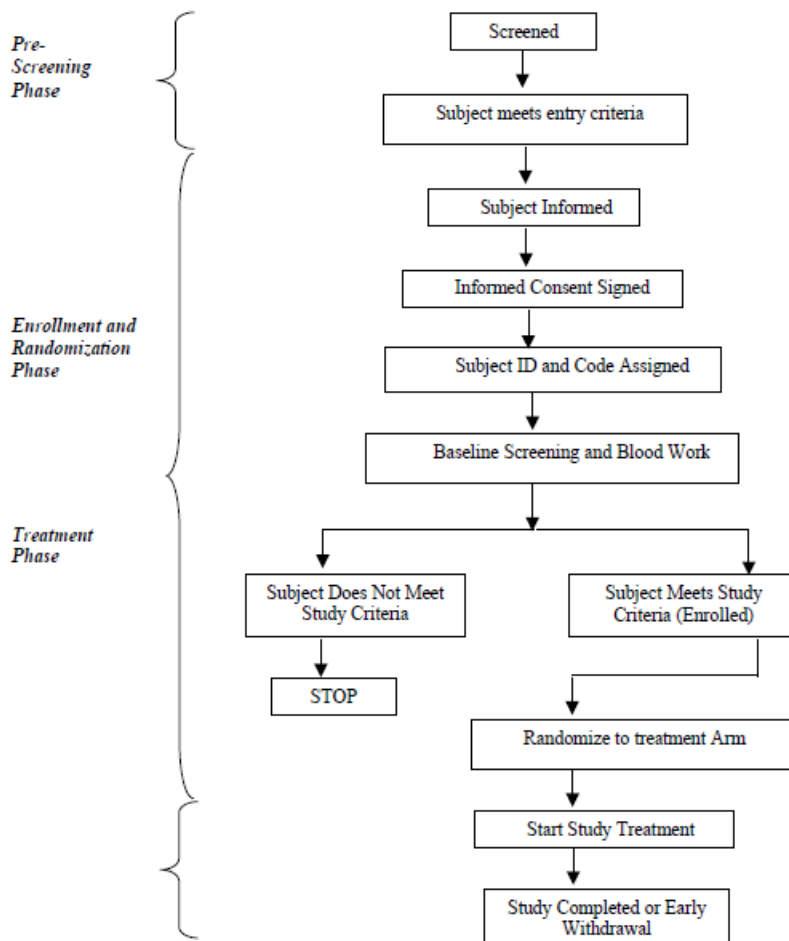 Pre-
Screening
Phase
Screened
Subject meets entry criteria
Enrollment and
Randomization
Phase
Subject Informed
Informed Consent Signed
Subject ID and Code Assigned
Baseline Screening and Blood Work
Treatment
Phase
Subject Does Not Meet
Study Criteria
Subject Meets Study
Criteria (Enrolled)
STOP
Randomize to treatment Arm
Start Study Treatment
Study Completed or Early
Withdrawal